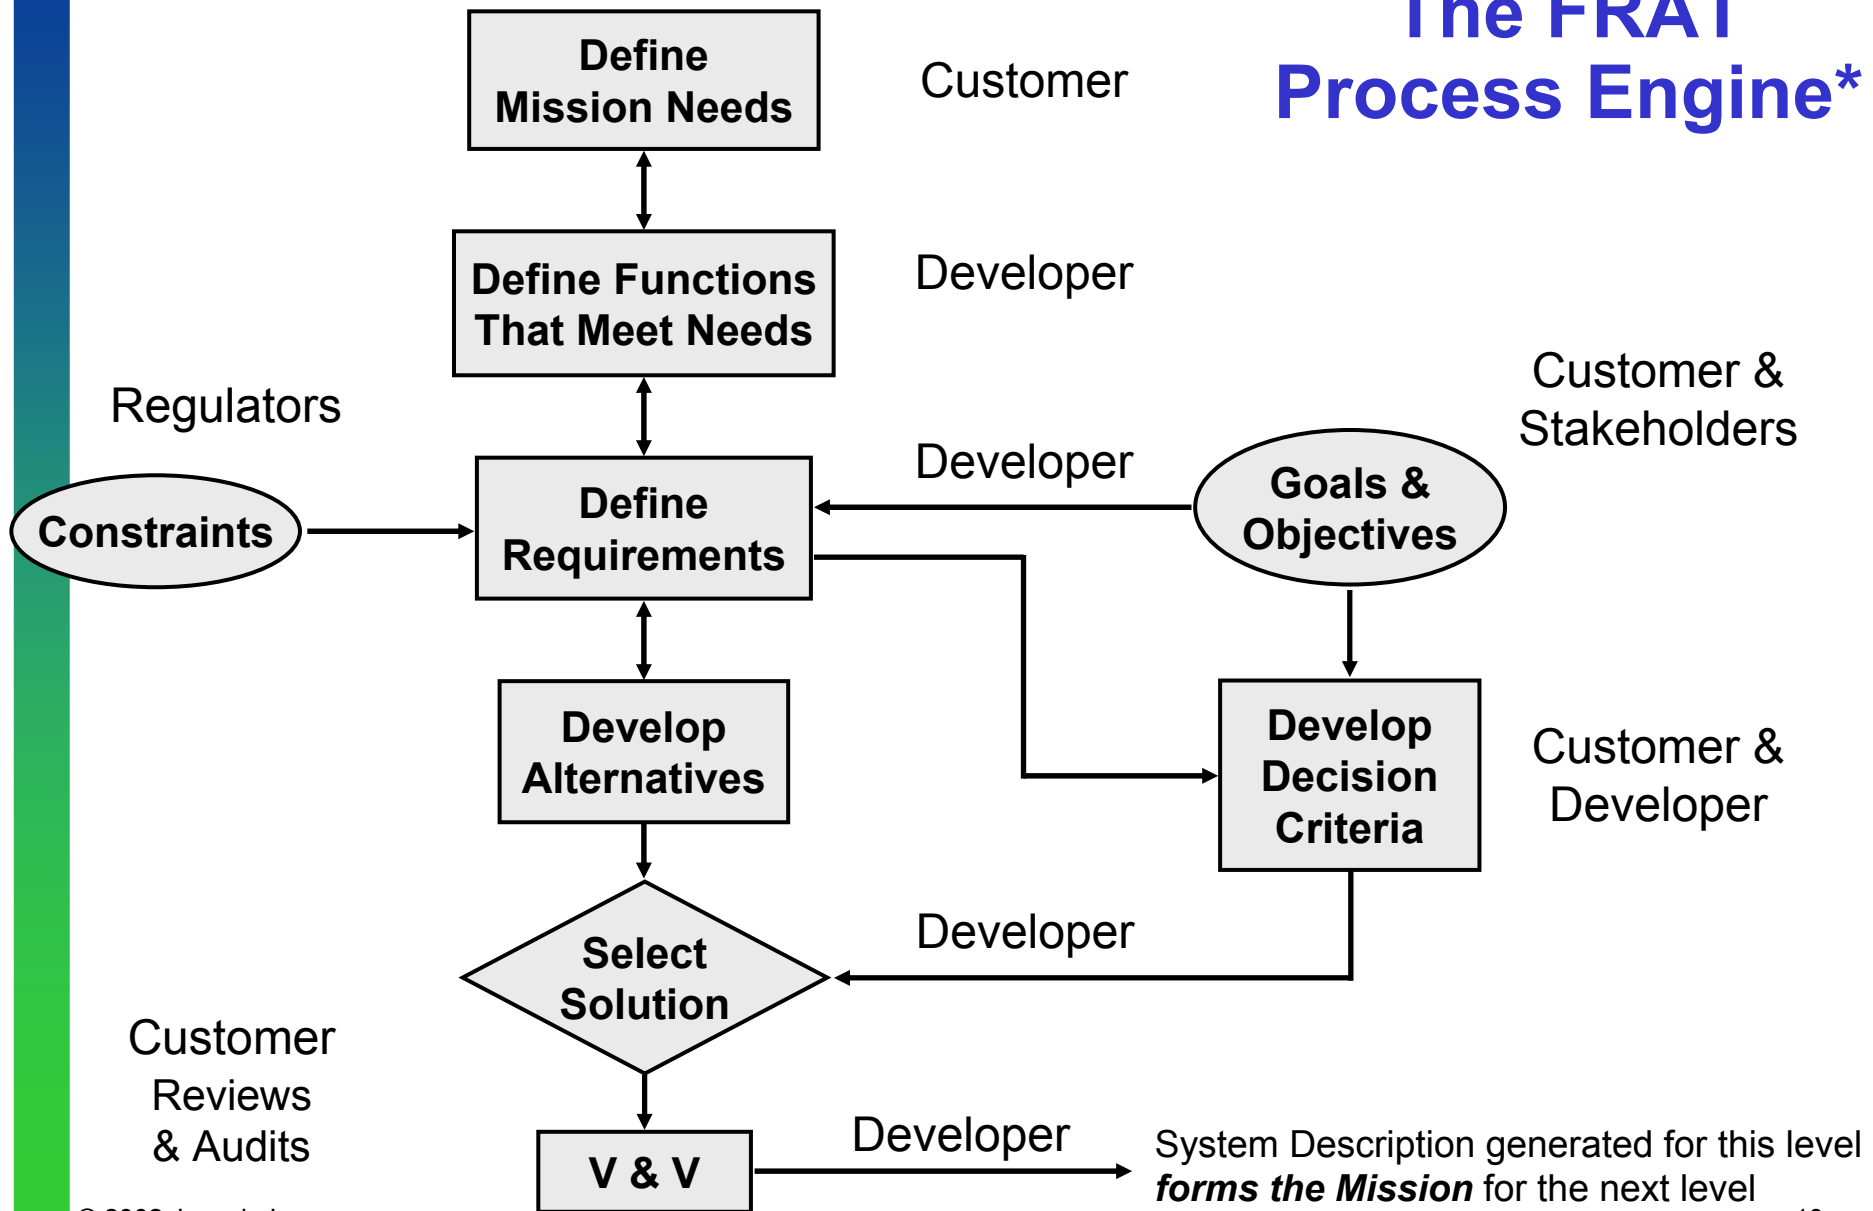 The FRAT
Process Engine*
Define
Mission Needs
Customer
Define Functions
That Meet Needs
Developer
Regulators
Constraints
Define
Requirements
Developer
Customer &
Stakeholders
Goals &
Objectives
Develop
Alternatives
Develop
Decision
Criteria
Customer &
Developer
Select
Solution
Developer
Customer
Reviews
& Audits
V & V
Developer
System Description generated for this level
forms the Mission for the next level